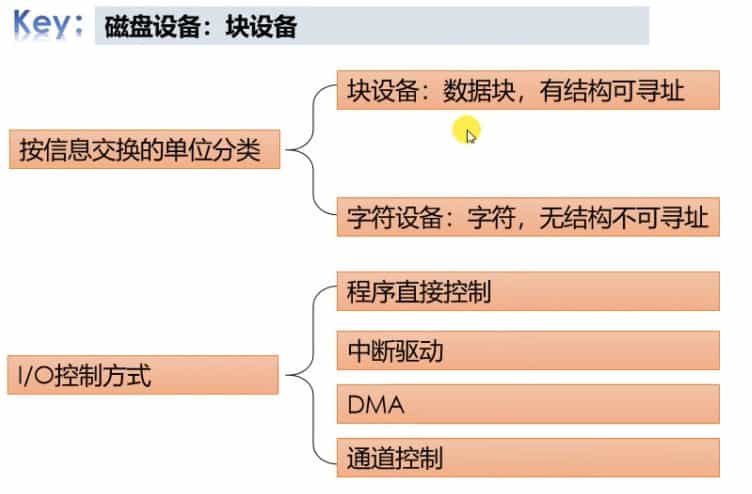 Key:
磁盘设备：块设备
按信息交换的单位分类
块设备：数据块，有结构可寻址
字符设备：字符，无结构不可寻址
I/O控制方式
程序直接控制
中断驱动
DMA
通道控制